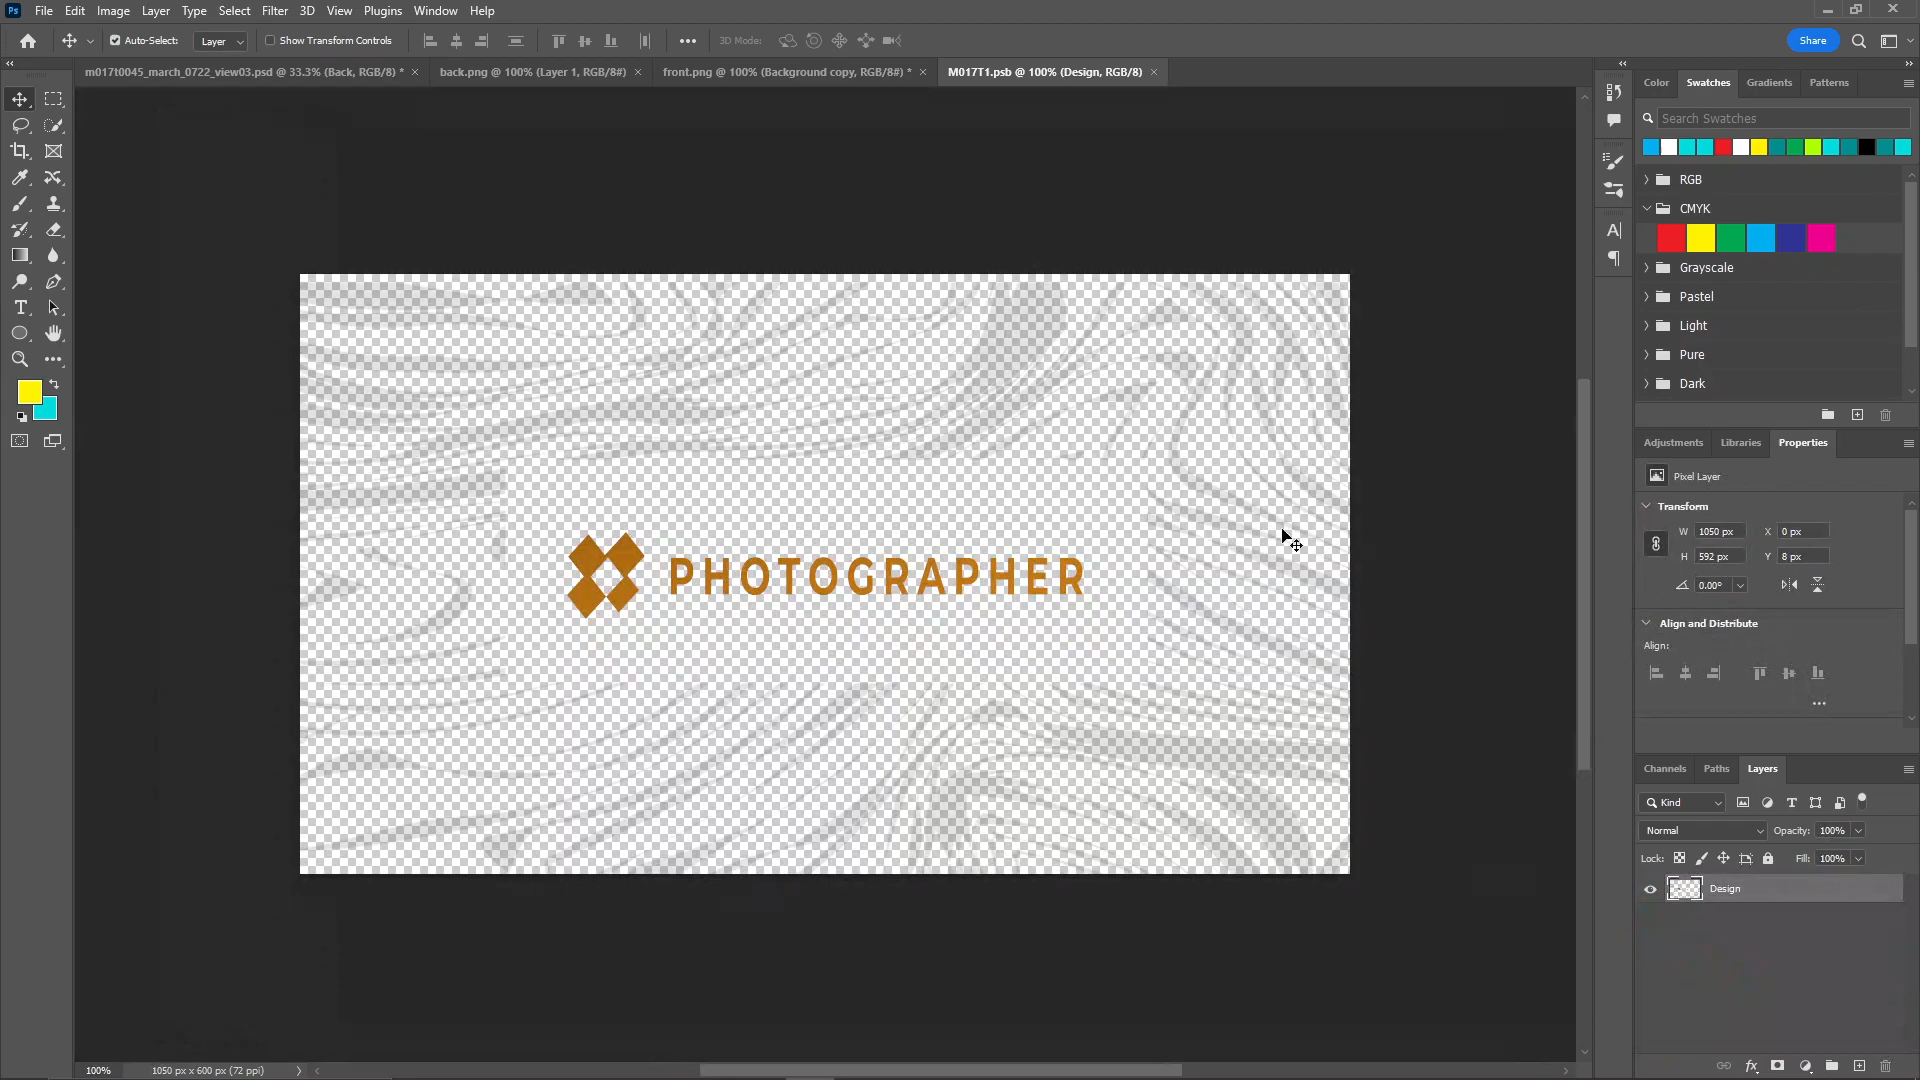 Ps File Edit Image Layer Type Select Filter 3D View Plugins Window Help
Auto-Select: Layer Show Transform Controls 3D Mode: Share
m017t0045_march_0722_view03.psd @ 33.3% (Back, RGB/8) * back.png @ 100% (Layer 1, RGB/8#) front.png @ 100% (Background copy, RGB/8#) * M017T1.psb @ 100% (Design, RGB/8)
PHOTOGRAPHER
Color Swatches Gradients Patterns
Search Swatches
RGB
CMYK
Grayscale
Pastel
Light
Pure
Dark
Adjustments Libraries Properties
Pixel Layer
Transform
W 1050 px X 0 px
H 592 px Y 8 px
0.00°
Align and Distribute
Align:
Channels Paths Layers
Kind
Normal Opacity: 100%
Lock: Fill: 100%
Design
fx
100% 1050 px x 600 px (72 ppi)